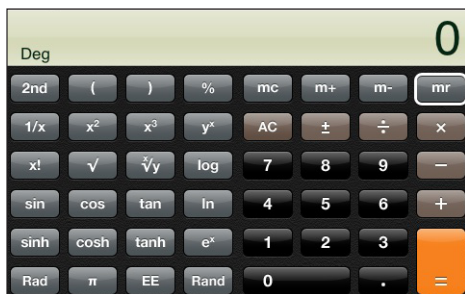 0
Deg
2nd ( ) % mc m+ m- mr
1/x x² x³ yˣ AC ± ÷ ×
x! √ ˣ√y log 7 8 9 −
sin cos tan ln 4 5 6 +
sinh cosh tanh eˣ 1 2 3
Rad π EE Rand 0 . =